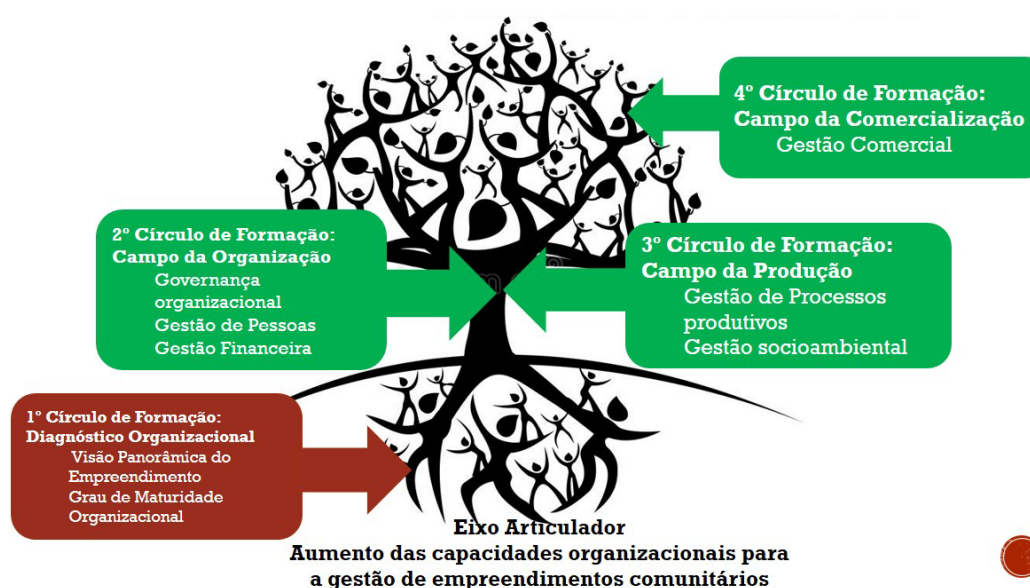 4º Círculo de Formação:
Campo da Comercialização
Gestão Comercial
2º Círculo de Formação:
Campo da Organização
Governança
organizacional
Gestão de Pessoas
Gestão Financeira
3º Círculo de Formação:
Campo da Produção
Gestão de Processos
produtivos
Gestão socioambiental
1º Círculo de Formação:
Diagnóstico Organizacional
Visão Panorâmica do
Empreendimento
Grau de Maturidade
Organizacional
Eixo Articulador
Aumento das capacidades organizacionais para
a gestão de empreendimentos comunitários